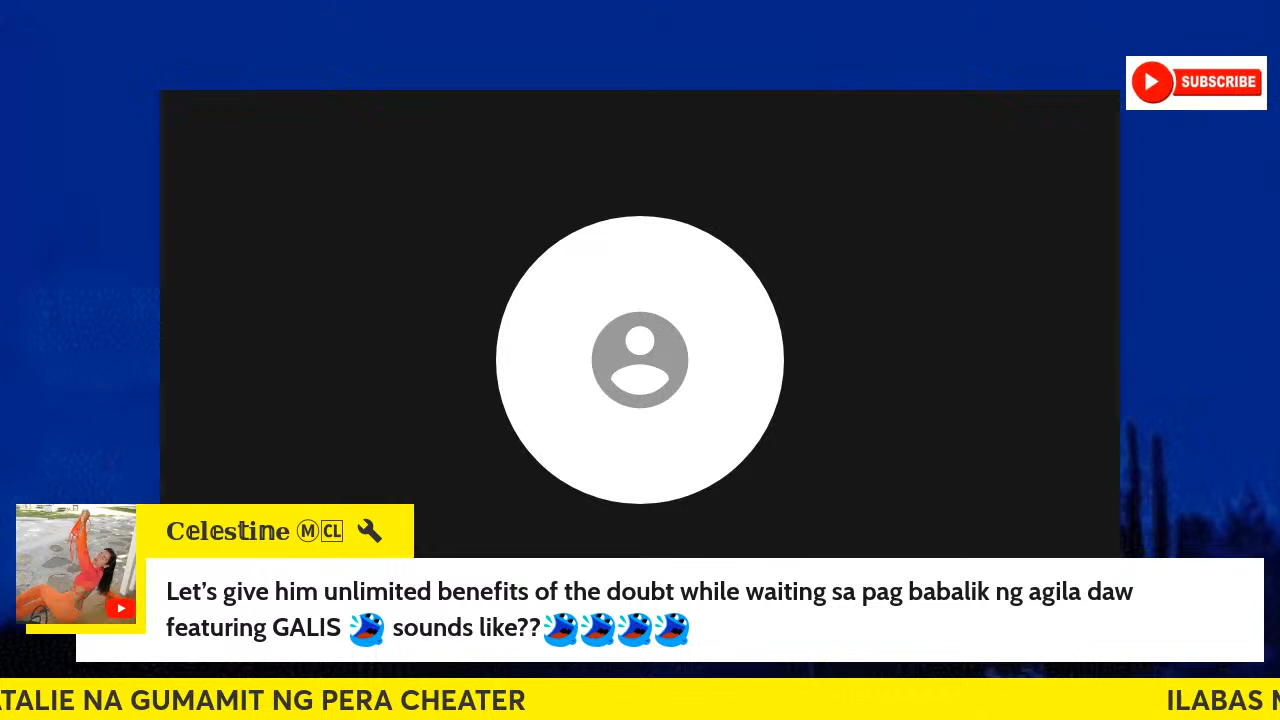 SUBSCRIBE
Celestine Ⓜ🄲🄻
Let's give him unlimited benefits of the doubt while waiting sa pag babalik ng agila daw
featuring GALIS sounds like??
NA GUMAMIT NG PERA CHEATER
ILABAS